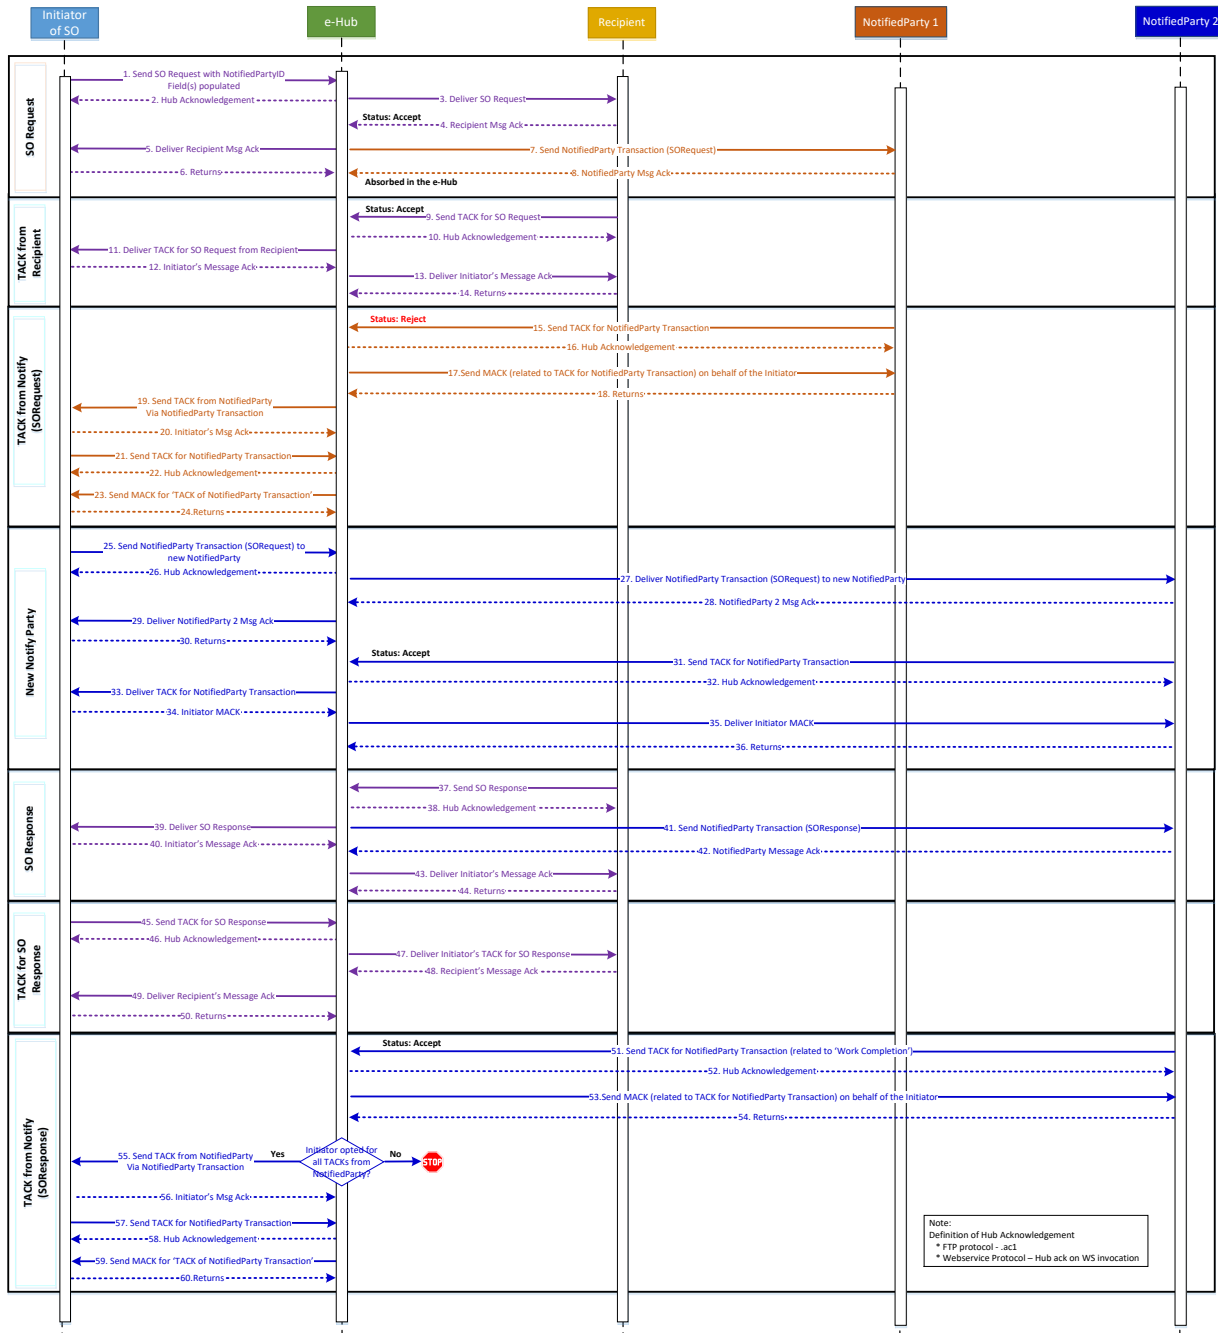 Initiator
of SO
e-Hub
Recipient
NotifiedParty 1
NotifiedParty 2
SO Request
1. Send SO Request with NotifiedPartyID
Field(s) populated
2. Hub Acknowledgement
3. Deliver SO Request
Status: Accept
4. Recipient Msg Ack
5. Deliver Recipient Msg Ack
7. Send NotifiedParty Transaction (SORequest)
6. Returns
8. NotifiedParty Msg Ack
Absorbed in the e-Hub
TACK from
Recipient
Status: Accept
9. Send TACK for SO Request
10. Hub Acknowledgement
11. Deliver TACK for SO Request from Recipient
12. Initiator's Message Ack
13. Deliver Initiator's Message Ack
14. Returns
TACK from Notify
(SORequest)
Status: Reject
15. Send TACK for NotifiedParty Transaction
16. Hub Acknowledgement
17.Send MACK (related to TACK for NotifiedParty Transaction) on behalf of the Initiator
18. Returns
19. Send TACK from NotifiedParty
Via NotifiedParty Transaction
20. Initiator's Msg Ack
21. Send TACK for NotifiedParty Transaction
22. Hub Acknowledgement
23. Send MACK for 'TACK of NotifiedParty Transaction'
24.Returns
New Notify Party
25. Send NotifiedParty Transaction (SORequest) to
new NotifiedParty
26. Hub Acknowledgement
27. Deliver NotifiedParty Transaction (SORequest) to new NotifiedParty
28. NotifiedParty 2 Msg Ack
29. Deliver NotifiedParty 2 Msg Ack
30. Returns
Status: Accept
31. Send TACK for NotifiedParty Transaction
32. Hub Acknowledgement
33. Deliver TACK for NotifiedParty Transaction
34. Initiator MACK
35. Deliver Initiator MACK
36. Returns
SO Response
37. Send SO Response
38. Hub Acknowledgement
39. Deliver SO Response
41. Send NotifiedParty Transaction (SOResponse)
40. Initiator's Message Ack
42. NotifiedParty Message Ack
43. Deliver Initiator's Message Ack
44. Returns
TACK for SO
Response
45. Send TACK for SO Response
46. Hub Acknowledgement
47. Deliver Initiator's TACK for SO Response
48. Recipient's Message Ack
49. Deliver Recipient's Message Ack
50. Returns
TACK from Notify
(SOResponse)
Status: Accept
51. Send TACK for NotifiedParty Transaction (related to 'Work Completion')
52. Hub Acknowledgement
53.Send MACK (related to TACK for NotifiedParty Transaction) on behalf of the Initiator
54. Returns
55. Send TACK from NotifiedParty
Via NotifiedParty Transaction
Yes
Initiator opted for
all TACKs from
NotifiedParty?
No
STOP
56. Initiator's Msg Ack
57. Send TACK for NotifiedParty Transaction
58. Hub Acknowledgement
59. Send MACK for 'TACK of NotifiedParty Transaction'
60.Returns
Note:
Definition of Hub Acknowledgement
* FTP protocol - .ac1
* Webservice Protocol – Hub ack on WS invocation